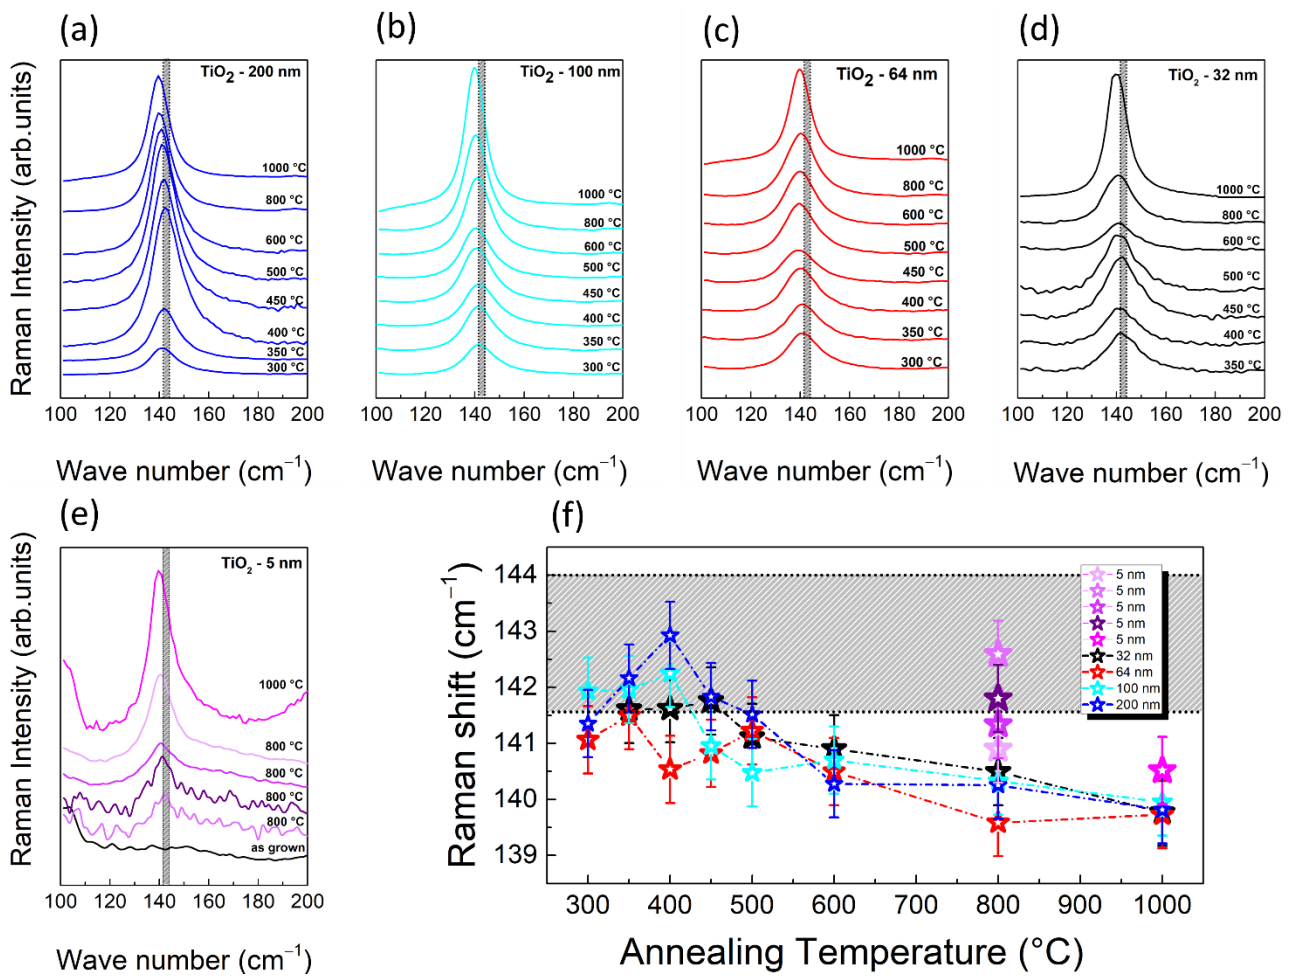 (a)
(b)
(c)
(d)
Raman Intensity (arb.units)
TiO2 - 200 nm
1000 °C
800 °C
600 °C
500 °C
450 °C
400 °C
350 °C
300 °C
100 120 140 160 180 200
Wave number (cm−1)
TiO2 - 100 nm
1000 °C
800 °C
600 °C
500 °C
450 °C
400 °C
350 °C
300 °C
100 120 140 160 180 200
Wave number (cm−1)
TiO2 - 64 nm
1000 °C
800 °C
600 °C
500 °C
450 °C
400 °C
350 °C
300 °C
100 120 140 160 180 200
Wave number (cm−1)
TiO2 - 32 nm
1000 °C
800 °C
600 °C
500 °C
450 °C
400 °C
350 °C
100 120 140 160 180 200
Wave number (cm−1)
(e)
Raman Intensity (arb.units)
TiO2 - 5 nm
1000 °C
800 °C
800 °C
800 °C
800 °C
as grown
100 120 140 160 180 200
Wave number (cm−1)
(f)
Raman shift (cm−1)
144
143
142
141
140
139
5 nm
5 nm
5 nm
5 nm
5 nm
32 nm
64 nm
100 nm
200 nm
300 400 500 600 700 800 900 1000
Annealing Temperature (°C)